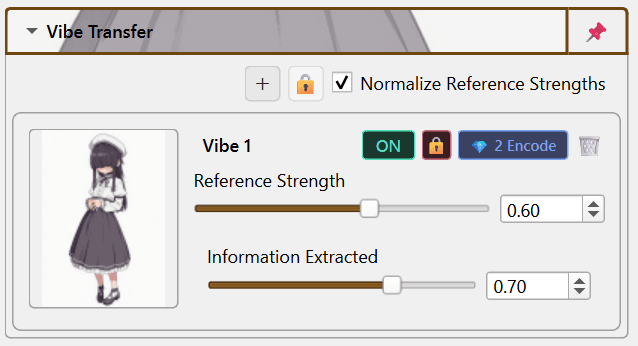 Vibe Transfer
+ Normalize Reference Strengths
Vibe 1 ON 2 Encode
Reference Strength
0.60
Information Extracted
0.70